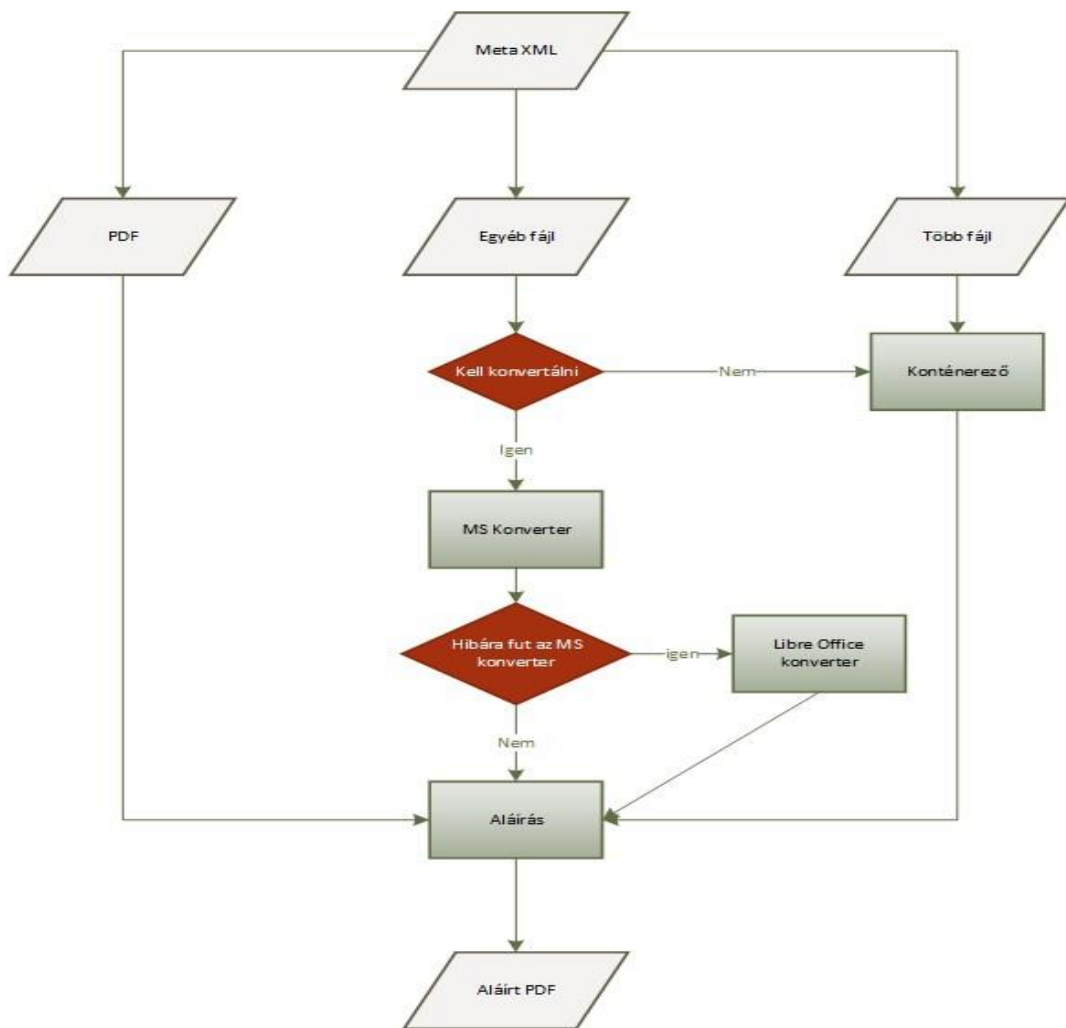 Meta XML
PDF
Egyéb fájl
Több fájl
Kell konvertálni
Nem
Konténerező
Igen
MS Konverter
Hibára fut az MS
konverter
igen
Libre Office
konverter
Nem
Aláírás
Aláírt PDF